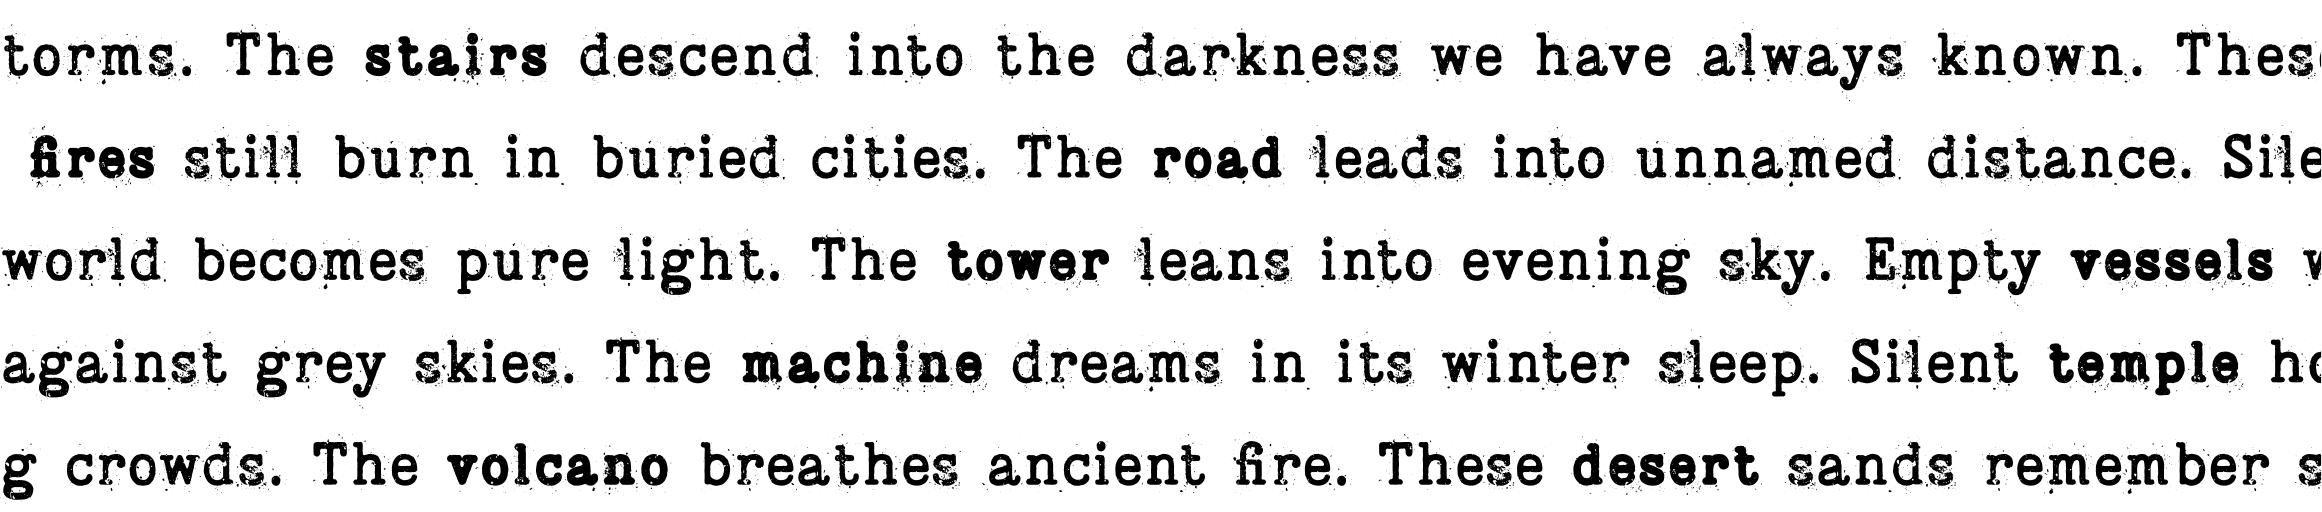 torms. The stairs descend into the darkness we have always known. These
fires still burn in buried cities. The road leads into unnamed distance. Sile
world becomes pure light. The tower leans into evening sky. Empty vessels w
against grey skies. The machine dreams in its winter sleep. Silent temple ho
g crowds. The volcano breathes ancient fire. These desert sands remember s